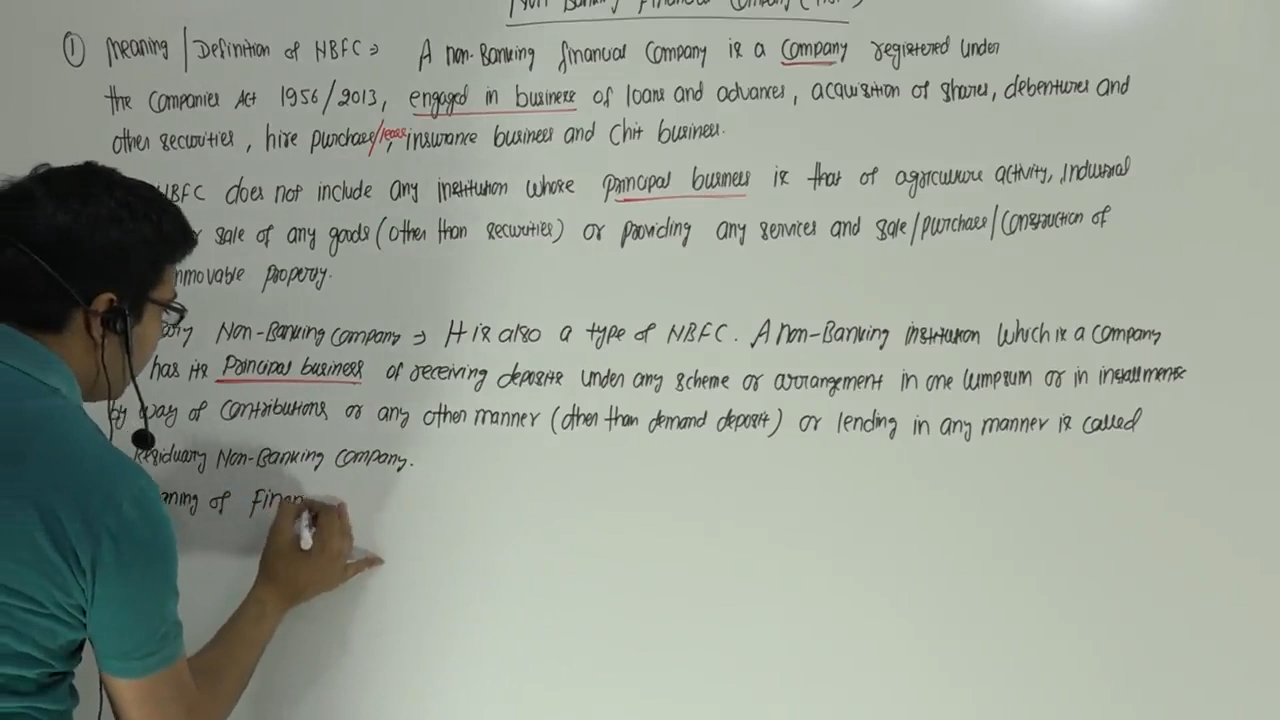 Non Banking Financial Company
① Meaning / Definition of NBFC ⇒ A non-Banking financial Company is a Company registered under
the Companies Act 1956/2013, engaged in business of loans and advances, acquisition of shares, debentures and
other securities, hire purchase/lease, insurance business and Chit business.
NBFC does not include any institution whose principal business is that of agriculture activity, Industrial
sale of any goods (other than securities) or providing any services and sale/purchase/construction of
immovable property.
Non-Banking company ⇒ It is also a type of NBFC. A non-Banking institution which is a company
has its Principal business of receiving deposits under any scheme or arrangement in one lumpsum or in installments
by way of contributions or any other manner (other than demand deposit) or lending in any manner is called
Residuary Non-Banking company.
of Finan